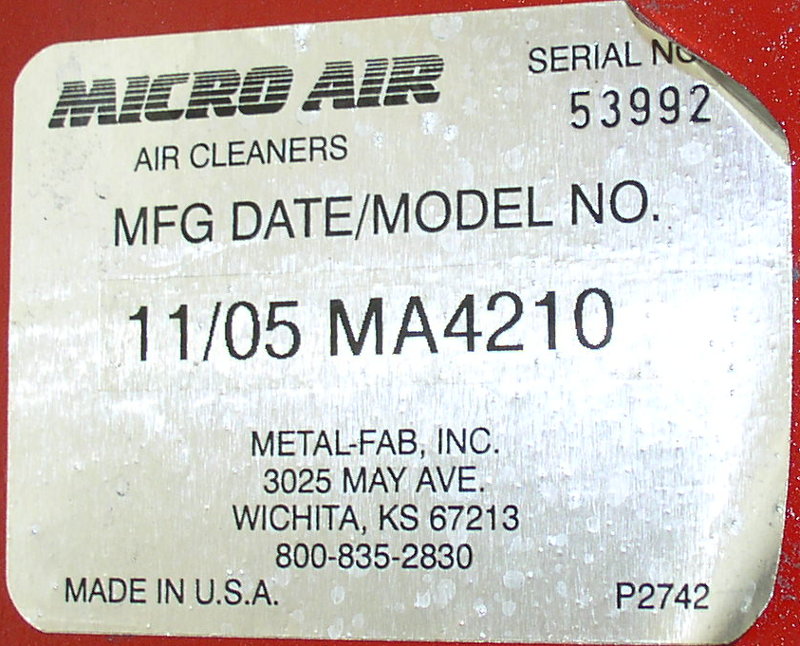 MICRO AIR
AIR CLEANERS
SERIAL NO
53992
MFG DATE/MODEL NO.
11/05 MA4210
METAL-FAB, INC.
3025 MAY AVE.
WICHITA, KS 67213
800-835-2830
MADE IN U.S.A.
P2742